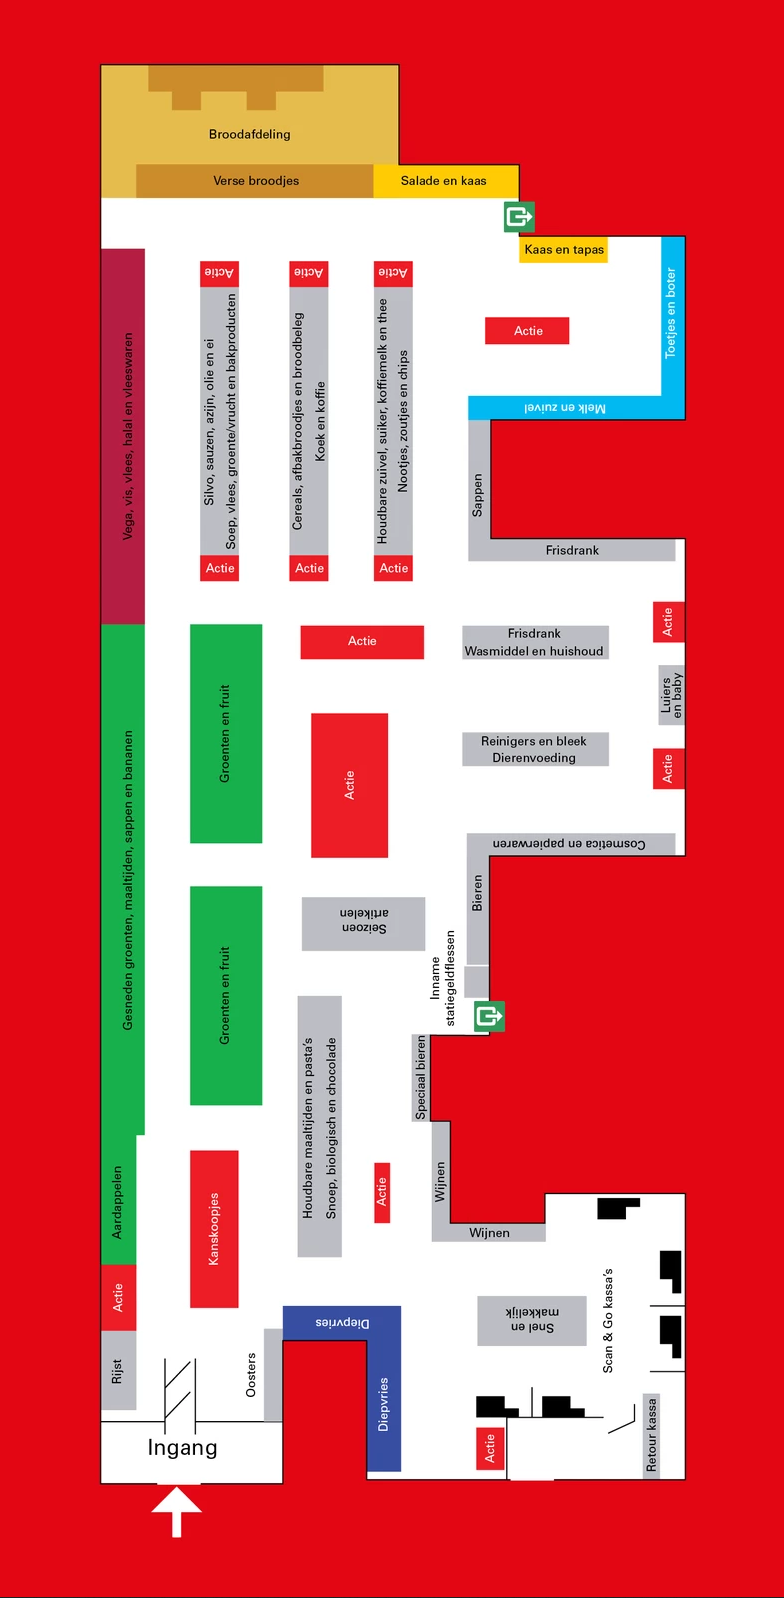 Broodafdeling
Verse broodjes
Salade en kaas
Kaas en tapas
Toetjes en boter
Actie
Melk en zuivel
Vega, vis, vlees, halal en vleeswaren
Actie
Silvo, sauzen, azijn, olie en ei
Soep, vlees, groente/vrucht en bakproducten
Actie
Actie
Cereals, afbakbroodjes en broodbeleg
Koek en koffie
Actie
Actie
Houdbare zuivel, suiker, koffiemelk en thee
Nootjes, zoutjes en chips
Actie
Sappen
Frisdrank
Actie
Frisdrank
Wasmiddel en huishoud
Actie
Luiers
en baby
Actie
Reinigers en bleek
Dierenvoeding
Cosmetica en papierwaren
Groenten en fruit
Actie
Gesneden groenten, maaltijden, sappen en bananen
Groenten en fruit
Seizoen
artikelen
Bieren
Inname
statiegeldflessen
Speciaal bieren
Houdbare maaltijden en pasta's
Snoep, biologisch en chocolade
Actie
Wijnen
Wijnen
Aardappelen
Kanskoopjes
Actie
Rijst
Oosters
Diepvries
Diepvries
Snel en
makkelijk
Scan & Go kassa's
Actie
Retour kassa
Ingang